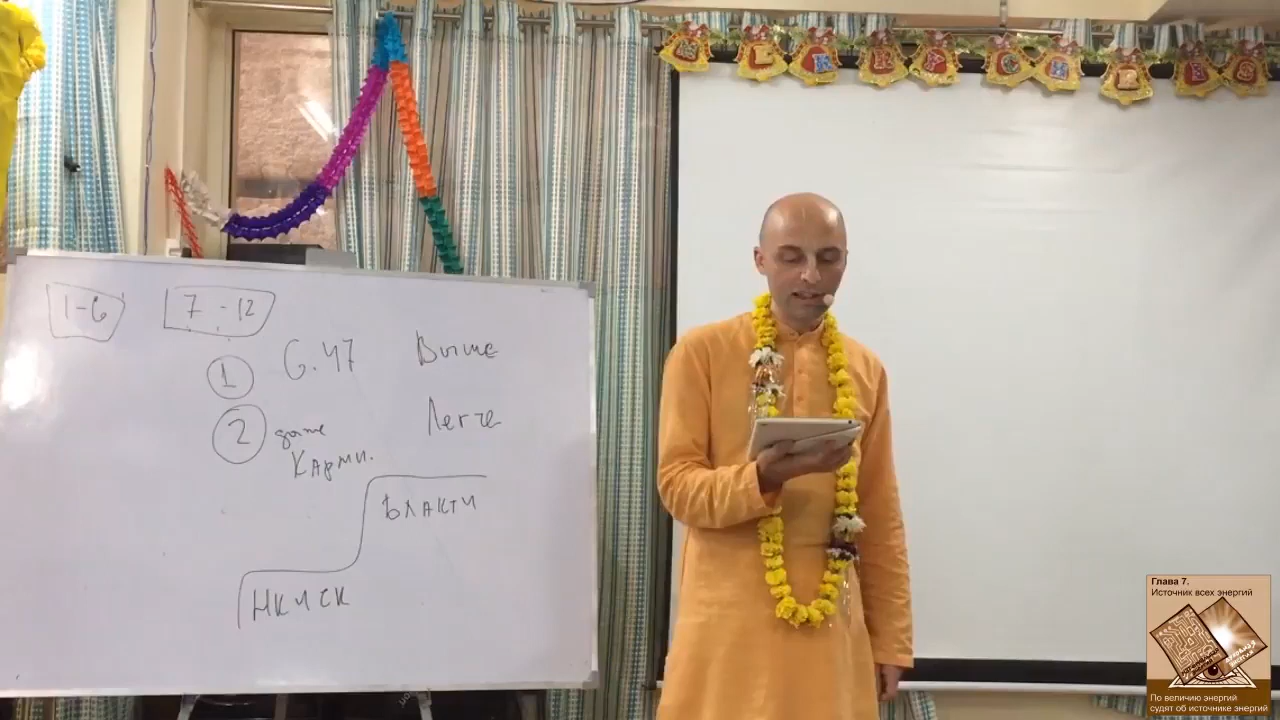 1-6 7-12
① 6.47 Выше
② даже Легче
Карми.
БХАКТИ
НКИСК
Глава 7.
Источник всех энергий
По величию энергий
судят об источнике энергий